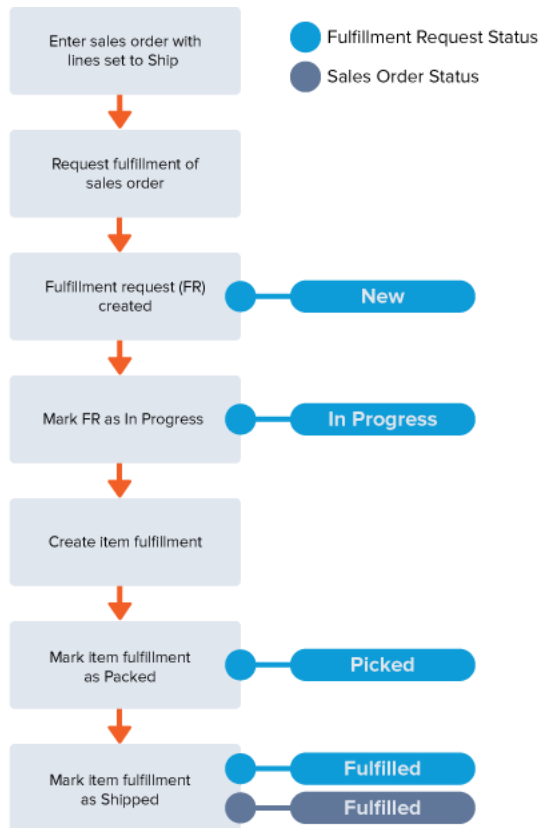 Enter sales order with
lines set to Ship
Fulfillment Request Status
Sales Order Status
Request fulfillment of
sales order
Fulfillment request (FR)
created
New
Mark FR as In Progress
In Progress
Create item fulfillment
Mark item fulfillment
as Packed
Picked
Mark item fulfillment
as Shipped
Fulfilled
Fulfilled